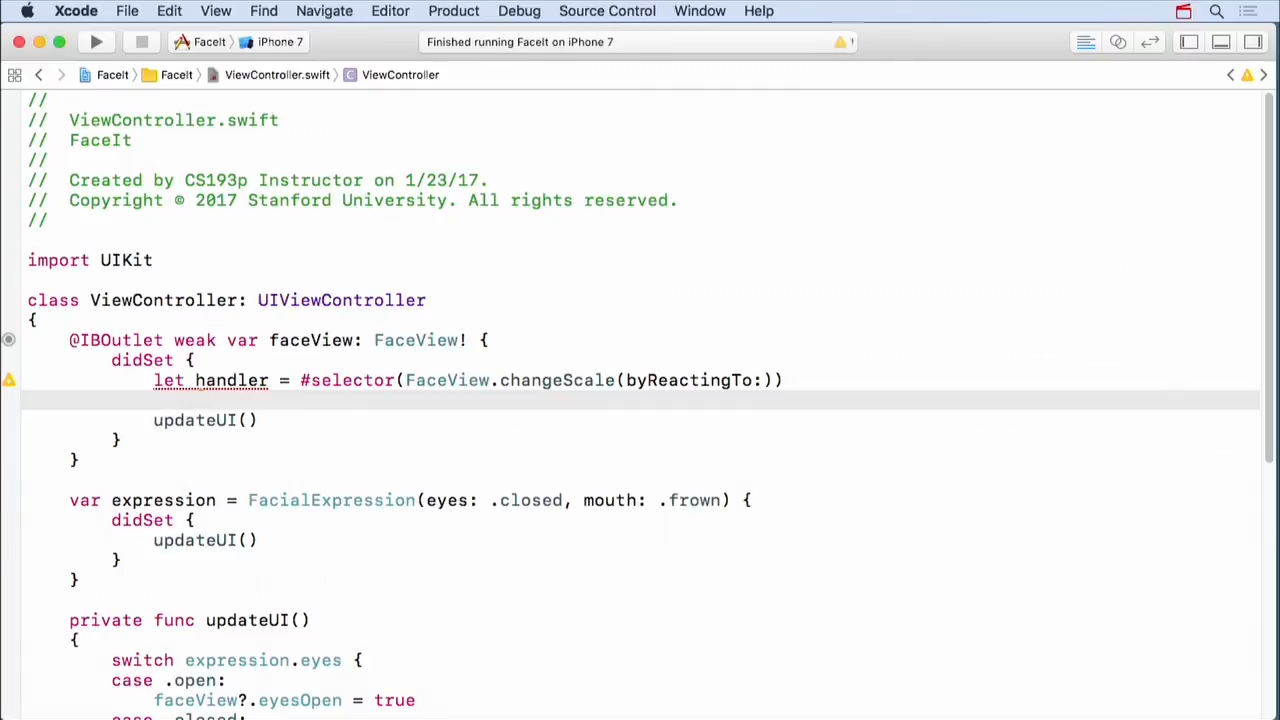 Xcode File Edit View Find Navigate Editor Product Debug Source Control Window Help
FaceIt iPhone 7 Finished running FaceIt on iPhone 7 1
FaceIt FaceIt ViewController.swift C ViewController
//
// ViewController.swift
// FaceIt
//
// Created by CS193p Instructor on 1/23/17.
// Copyright © 2017 Stanford University. All rights reserved.
//
import UIKit
class ViewController: UIViewController
{
@IBOutlet weak var faceView: FaceView! {
didSet {
let handler = #selector(FaceView.changeScale(byReactingTo:))
updateUI()
}
}
var expression = FacialExpression(eyes: .closed, mouth: .frown) {
didSet {
updateUI()
}
}
private func updateUI()
{
switch expression.eyes {
case .open:
faceView?.eyesOpen = true
case .closed: